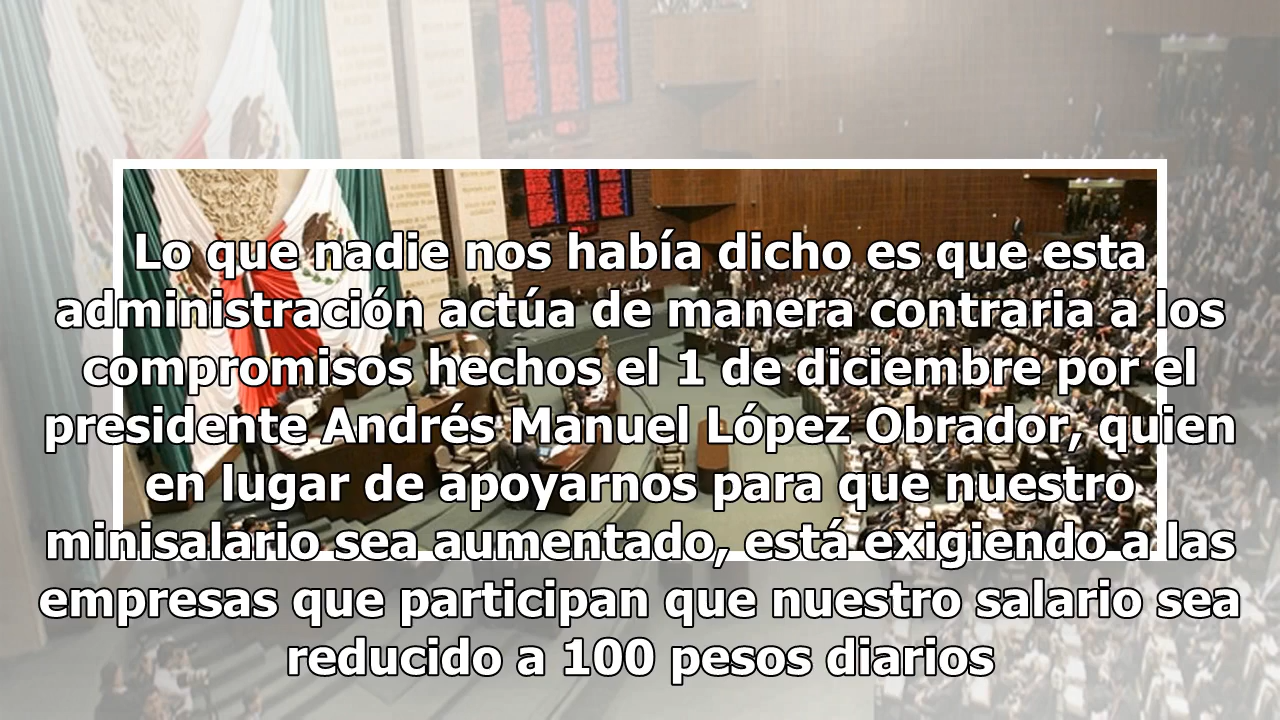 Lo que nadie nos había dicho es que esta
administración actúa de manera contraria a los
compromisos hechos el 1 de diciembre por el
presidente Andrés Manuel López Obrador, quien
en lugar de apoyarnos para que nuestro
minisalario sea aumentado, está exigiendo a las
empresas que participan que nuestro salario sea
reducido a 100 pesos diarios